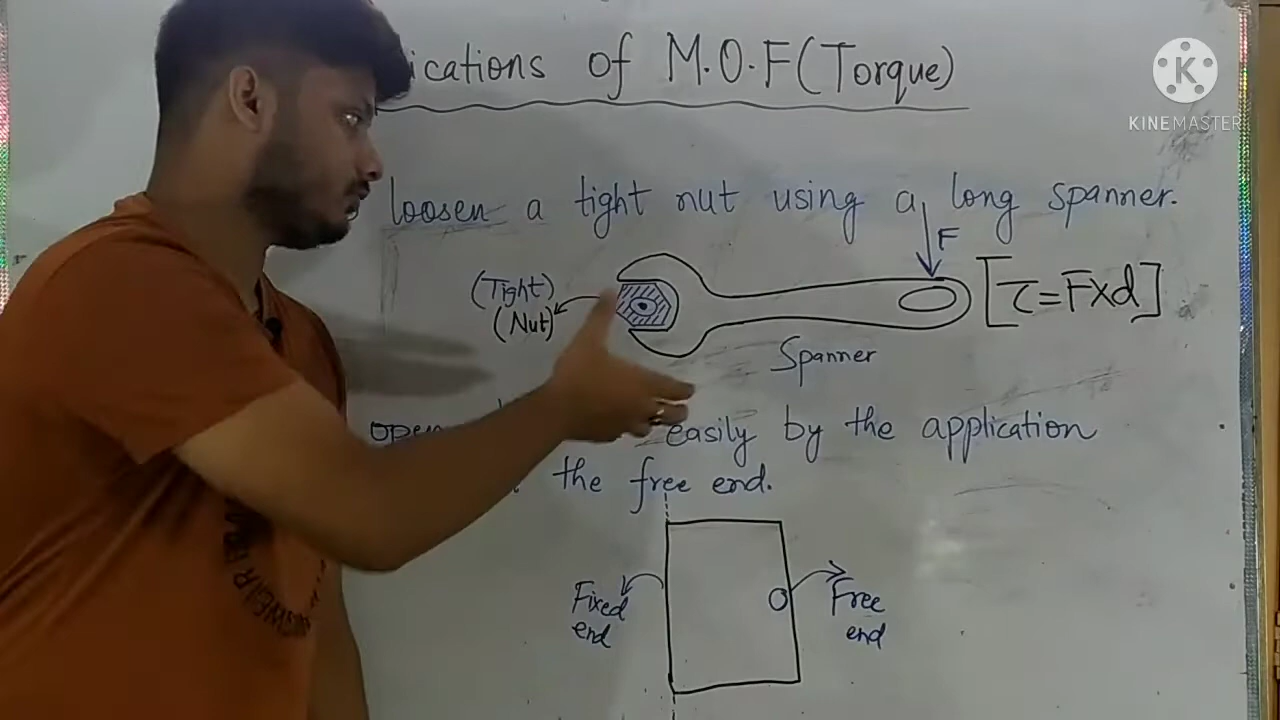 ications of M.O.F(Torque)
K
KINEMASTER
loosen a tight nut using a long spanner.
F
(Tight)
(Nut)
[τ=F×d]
Spanner
open easily by the application
the free end.
Fixed
end
Free
end